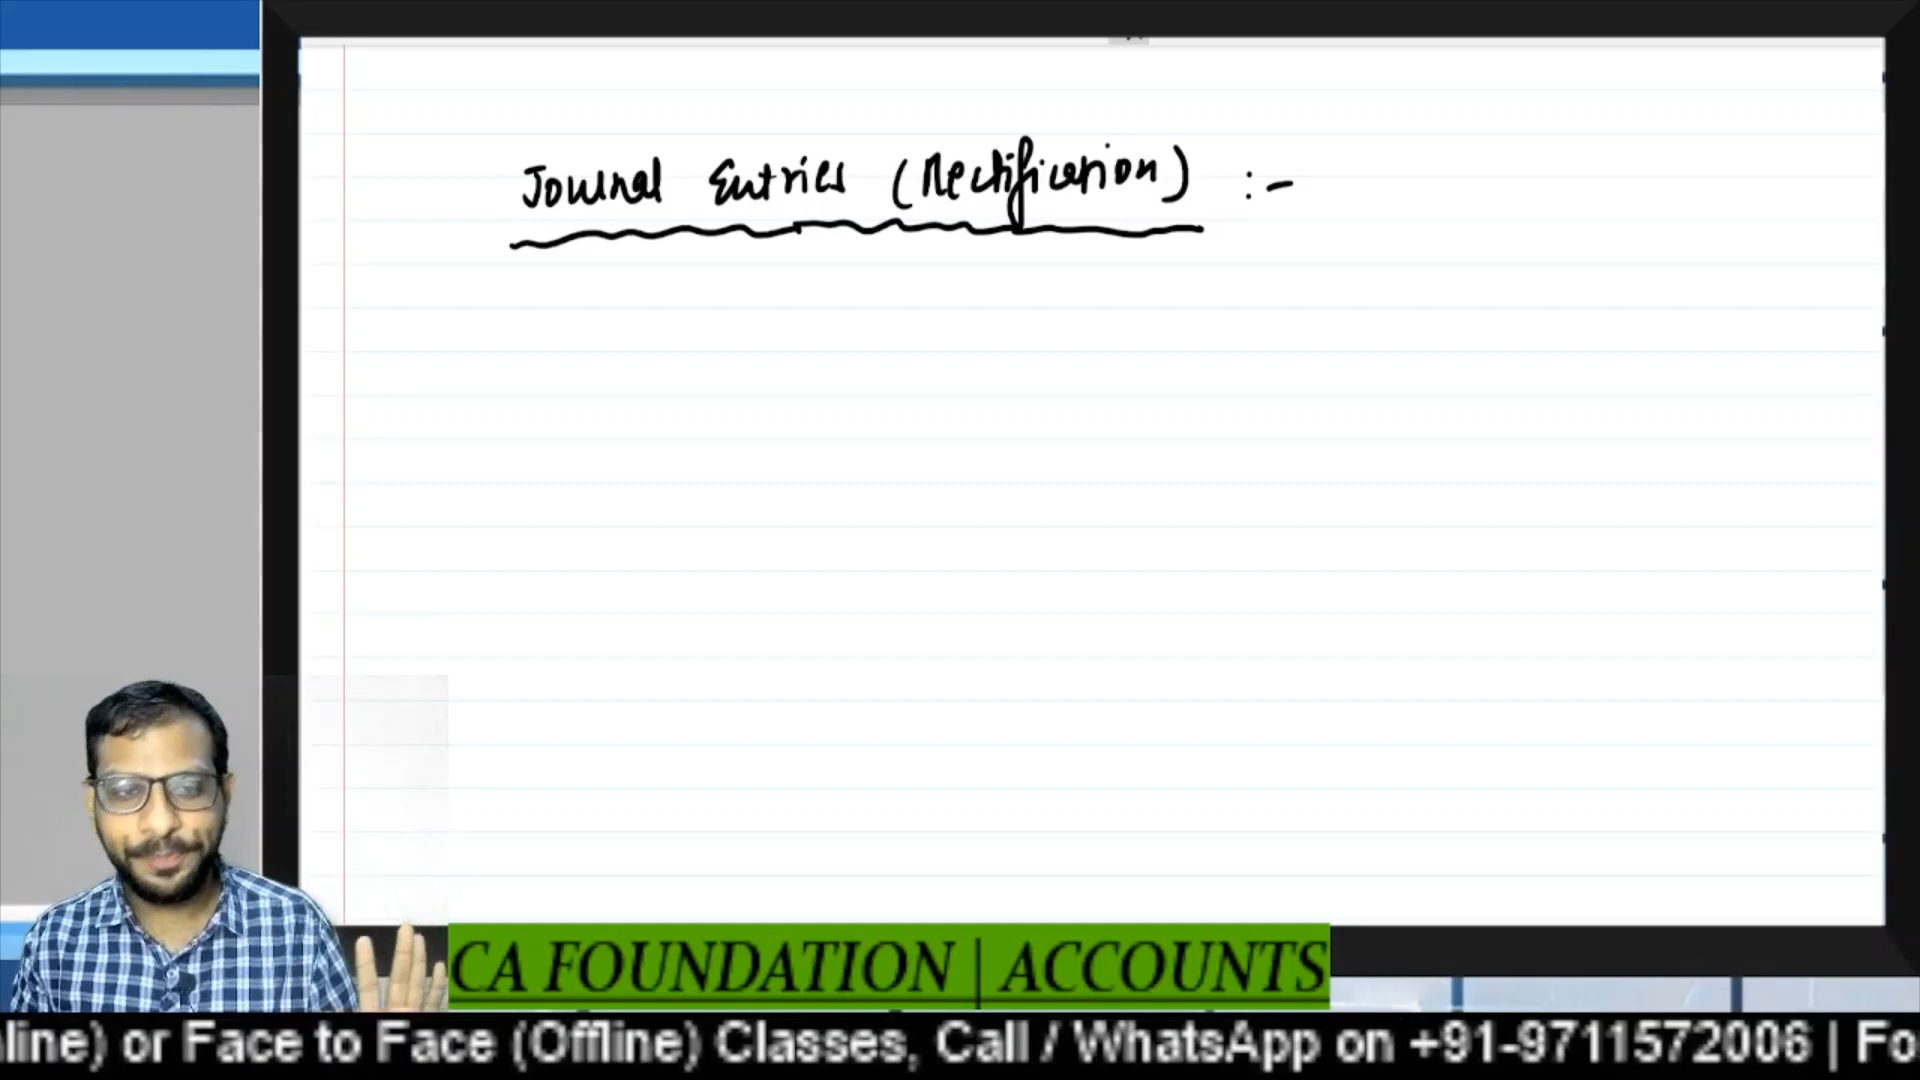 Journal Entries (Rectification) :-
CA FOUNDATION | ACCOUNTS
line) or Face to Face (Offline) Classes, Call / WhatsApp on +91-9711572006 | Fo